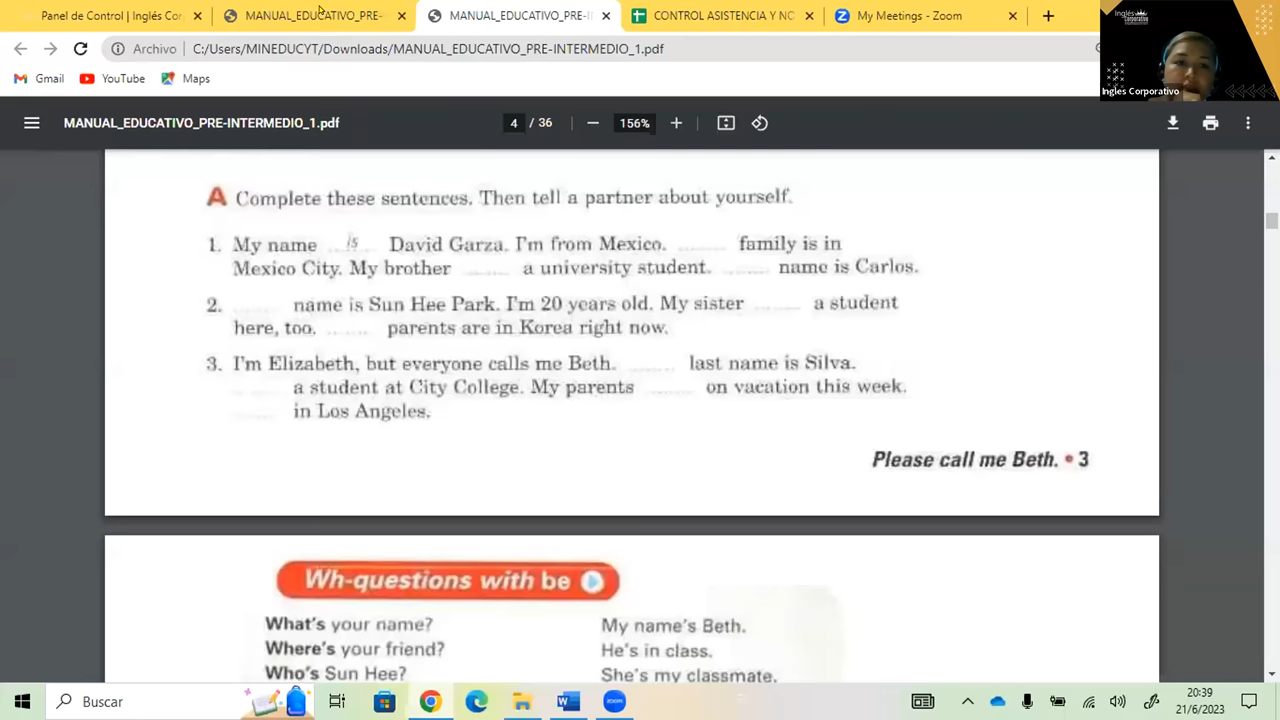 Panel de Control | Inglés Cor
MANUAL_EDUCATIVO_PRE-
MANUAL_EDUCATIVO_PRE-I
CONTROL ASISTENCIA Y NC
My Meetings - Zoom
Archivo
C:/Users/MINEDUCYT/Downloads/MANUAL_EDUCATIVO_PRE-INTERMEDIO_1.pdf
Gmail
YouTube
Maps
Inglés Corporativo
MANUAL_EDUCATIVO_PRE-INTERMEDIO_1.pdf
4 / 36
156%
A Complete these sentences. Then tell a partner about yourself.
1. My name is David Garza. I'm from Mexico. ........ family is in
Mexico City. My brother ........ a university student. ........ name is Carlos.
2. ........ name is Sun Hee Park. I'm 20 years old. My sister ........ a student
here, too. ........ parents are in Korea right now.
3. I'm Elizabeth, but everyone calls me Beth. ........ last name is Silva.
........ a student at City College. My parents ........ on vacation this week.
........ in Los Angeles.
Please call me Beth. • 3
Wh-questions with be
What's your name?
My name's Beth.
Where's your friend?
He's in class.
Who's Sun Hee?
She's my classmate.
Buscar
20:39
21/6/2023